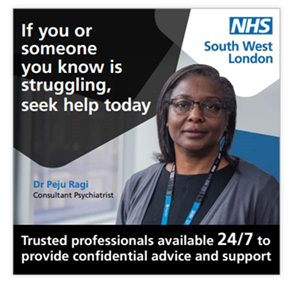 If you or
someone
you know is
struggling,
seek help today
NHS
South West
London
Dr Peju Ragi
Consultant Psychiatrist
Trusted professionals available 24/7 to
provide confidential advice and support